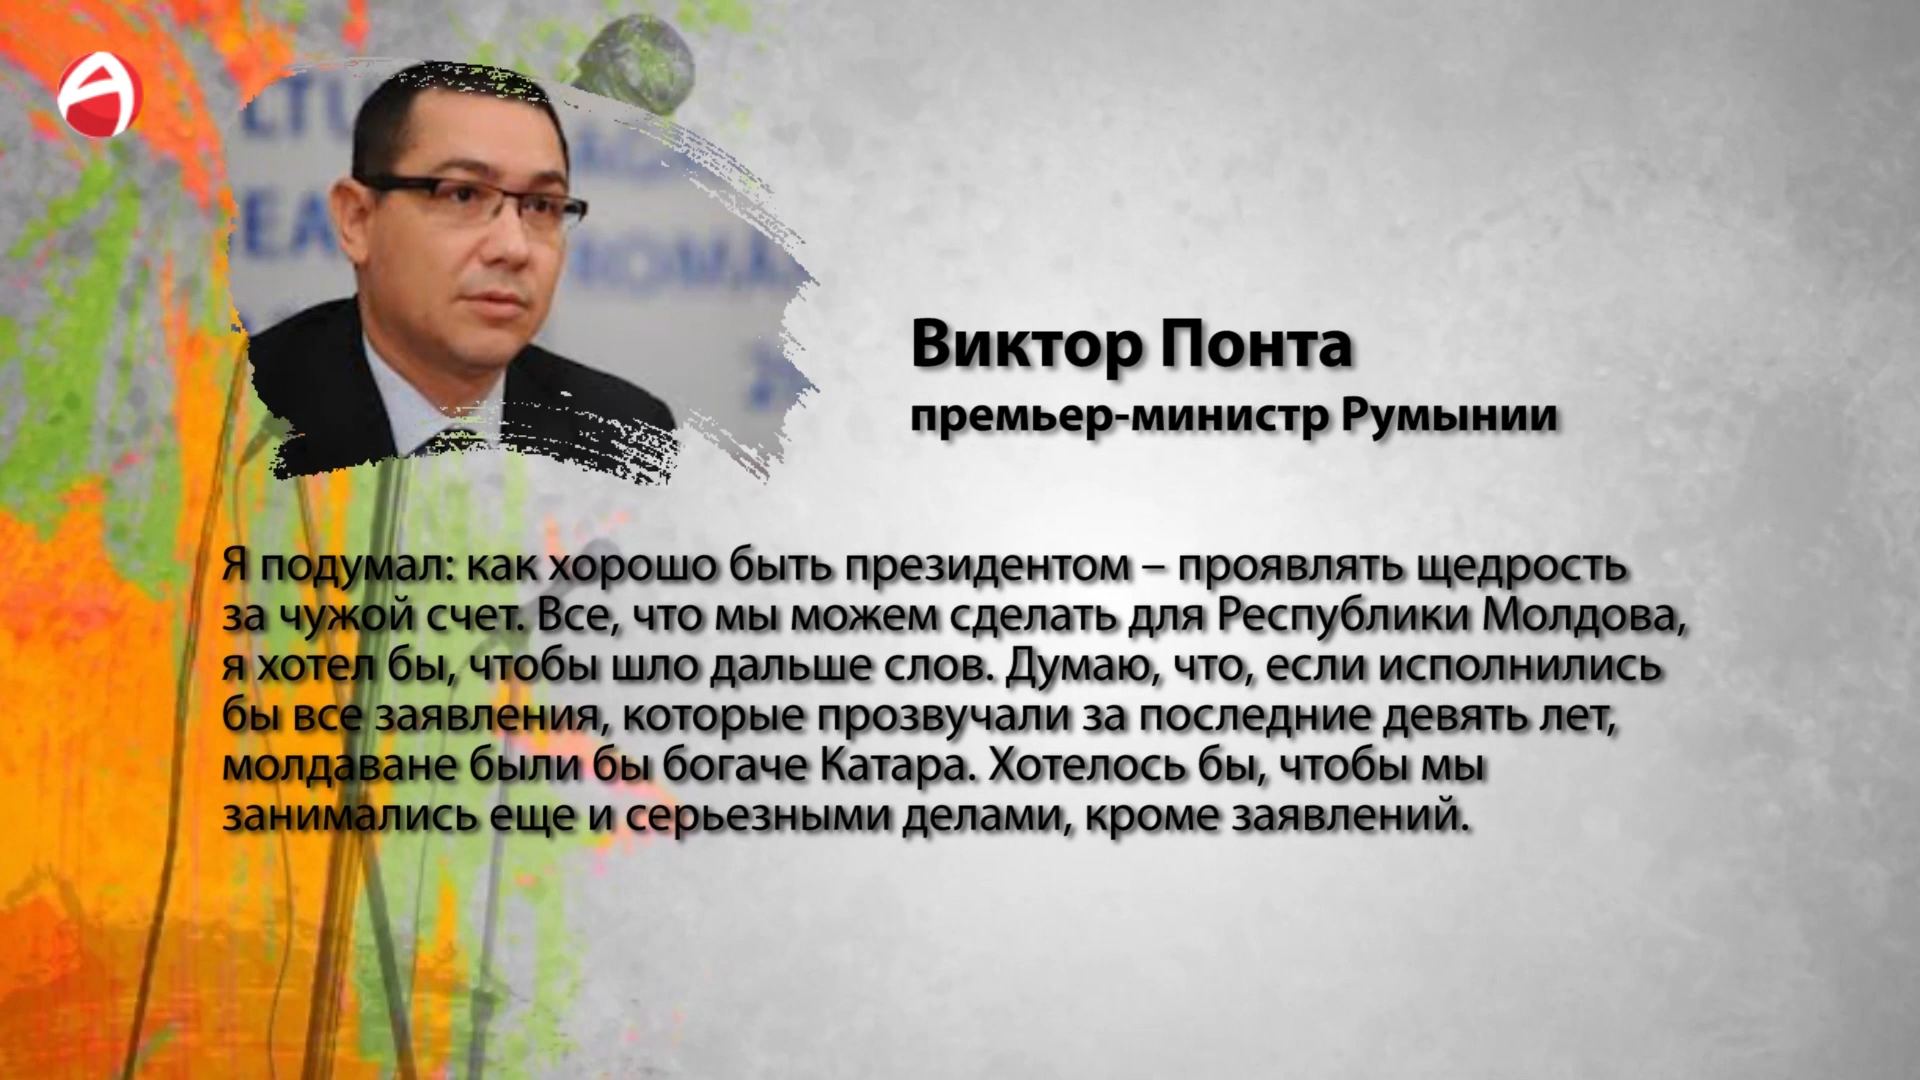 Виктор Понта
премьер-министр Румынии
Я подумал: как хорошо быть президентом – проявлять щедрость
за чужой счет. Все, что мы можем сделать для Республики Молдова,
я хотел бы, чтобы шло дальше слов. Думаю, что, если исполнились
бы все заявления, которые прозвучали за последние девять лет,
молдаване были бы богаче Катара. Хотелось бы, чтобы мы
занимались еще и серьезными делами, кроме заявлений.